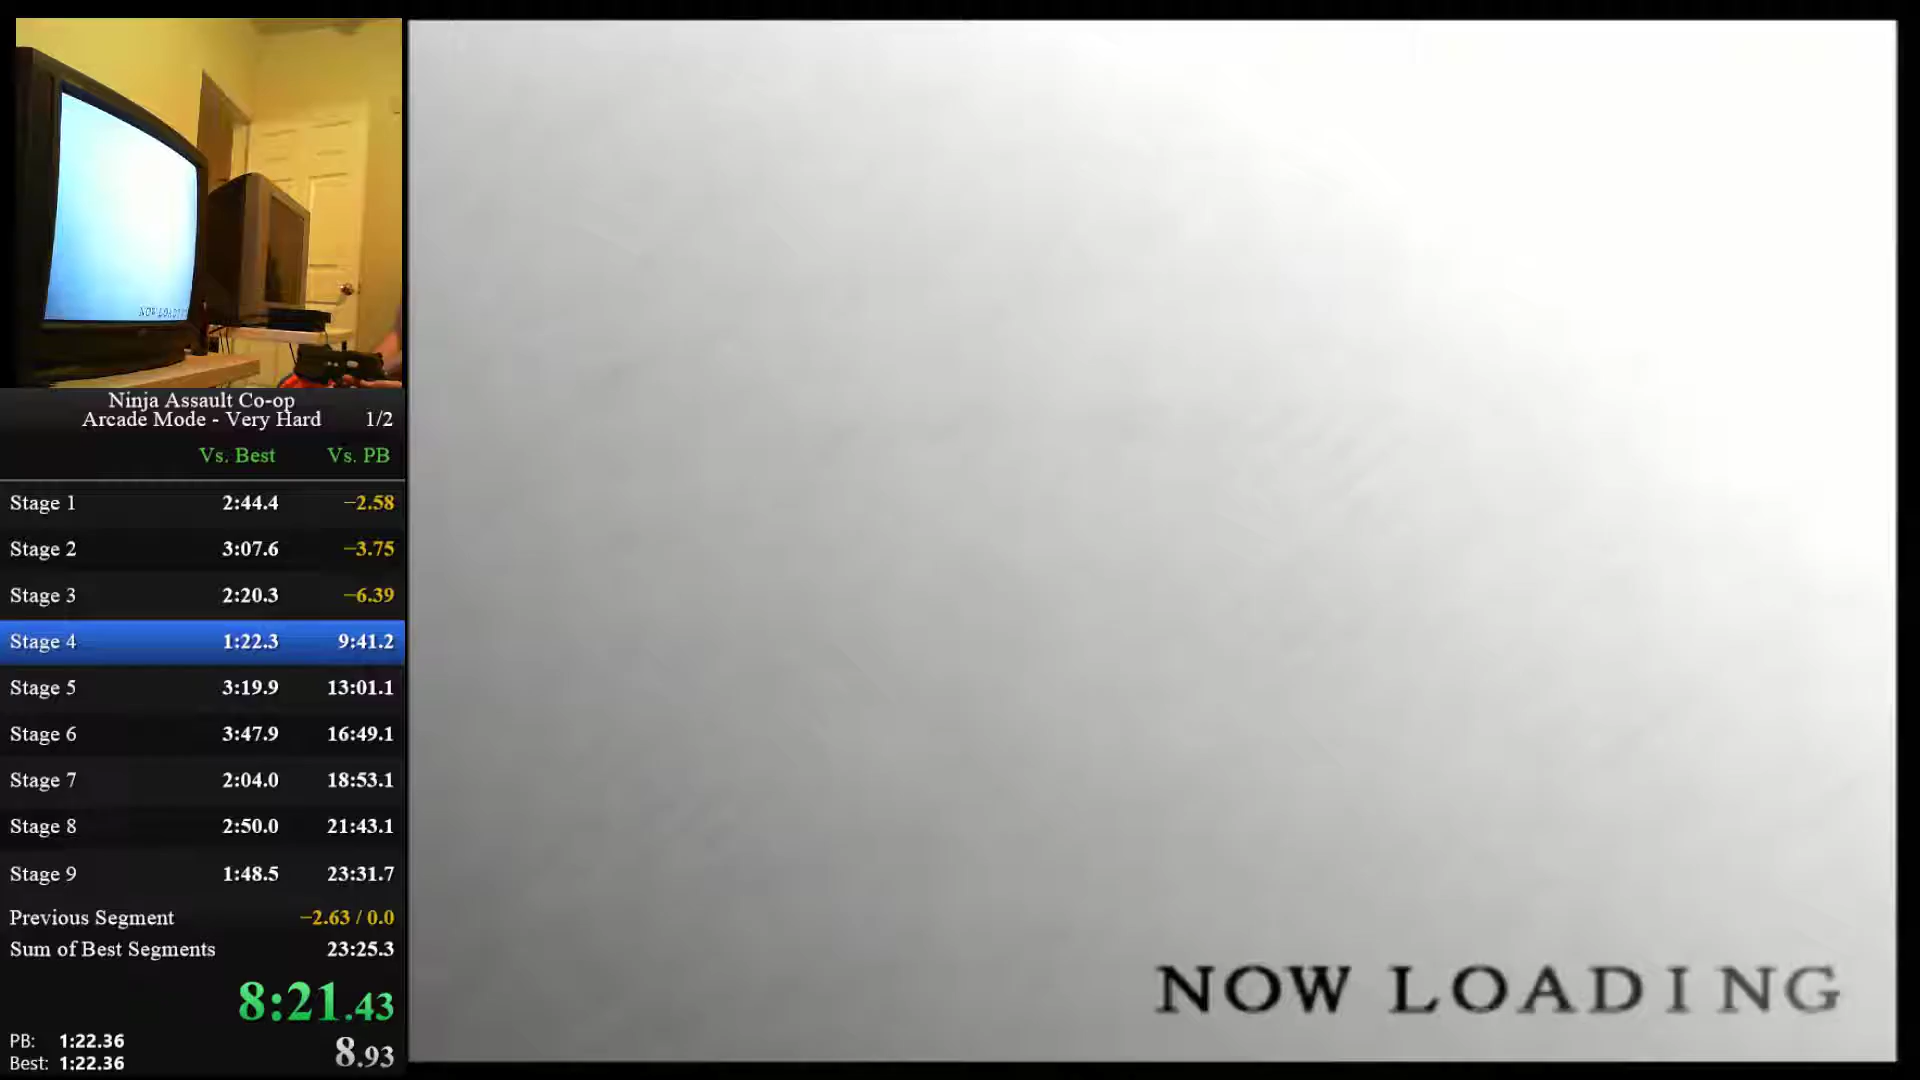 NOW LOADING
Ninja Assault Co-op
Arcade Mode - Very Hard 1/2
Vs. Best Vs. PB
Stage 1 2:44.4 −2.58
Stage 2 3:07.6 −3.75
Stage 3 2:20.3 −6.39
Stage 4 1:22.3 9:41.2
Stage 5 3:19.9 13:01.1
Stage 6 3:47.9 16:49.1
Stage 7 2:04.0 18:53.1
Stage 8 2:50.0 21:43.1
Stage 9 1:48.5 23:31.7
Previous Segment −2.63 / 0.0
Sum of Best Segments 23:25.3
8:21.43
PB: 1:22.36
Best: 1:22.36
8.93
NOW LOADING